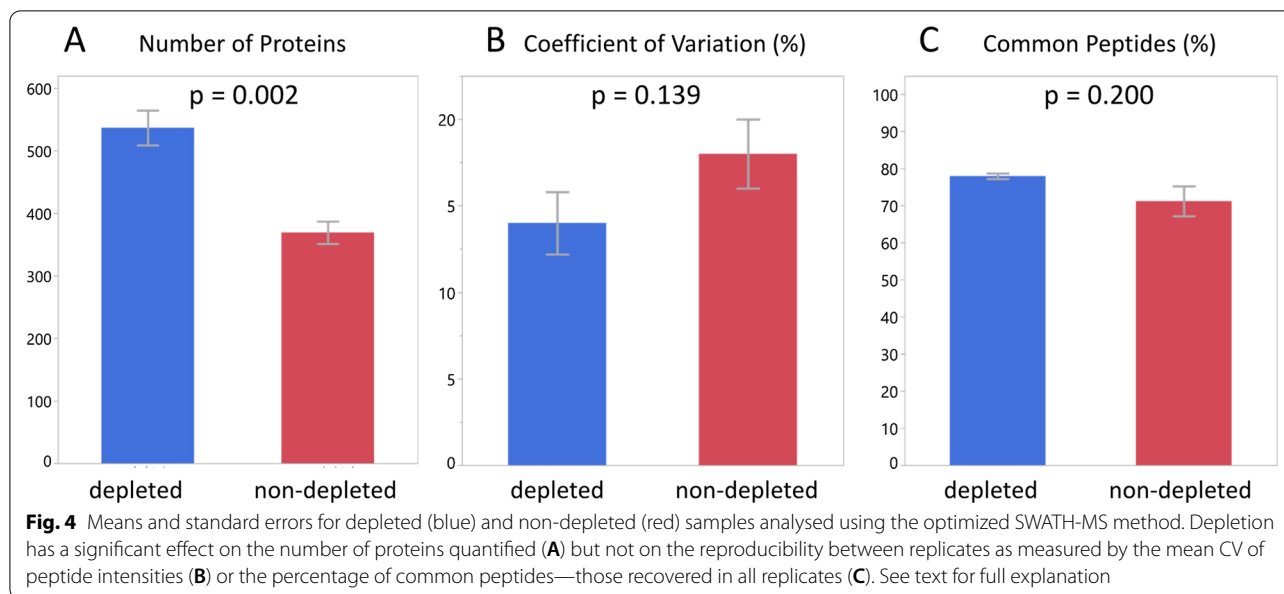 A Number of Proteins
p = 0.002
600
500
400
300
200
100
0
depleted non-depleted
B Coefficient of Variation (%)
p = 0.139
20
5
10
5
0
depleted non-depleted
C Common Peptides (%)
p = 0.200
100
90
80
70
60
50
40
30
20
10
0
depleted non-depleted
Fig. 4 Means and standard errors for depleted (blue) and non-depleted (red) samples analysed using the optimized SWATH-MS method. Depletion
has a significant effect on the number of proteins quantified (A) but not on the reproducibility between replicates as measured by the mean CV of
peptide intensities (B) or the percentage of common peptides—those recovered in all replicates (C). See text for full explanation